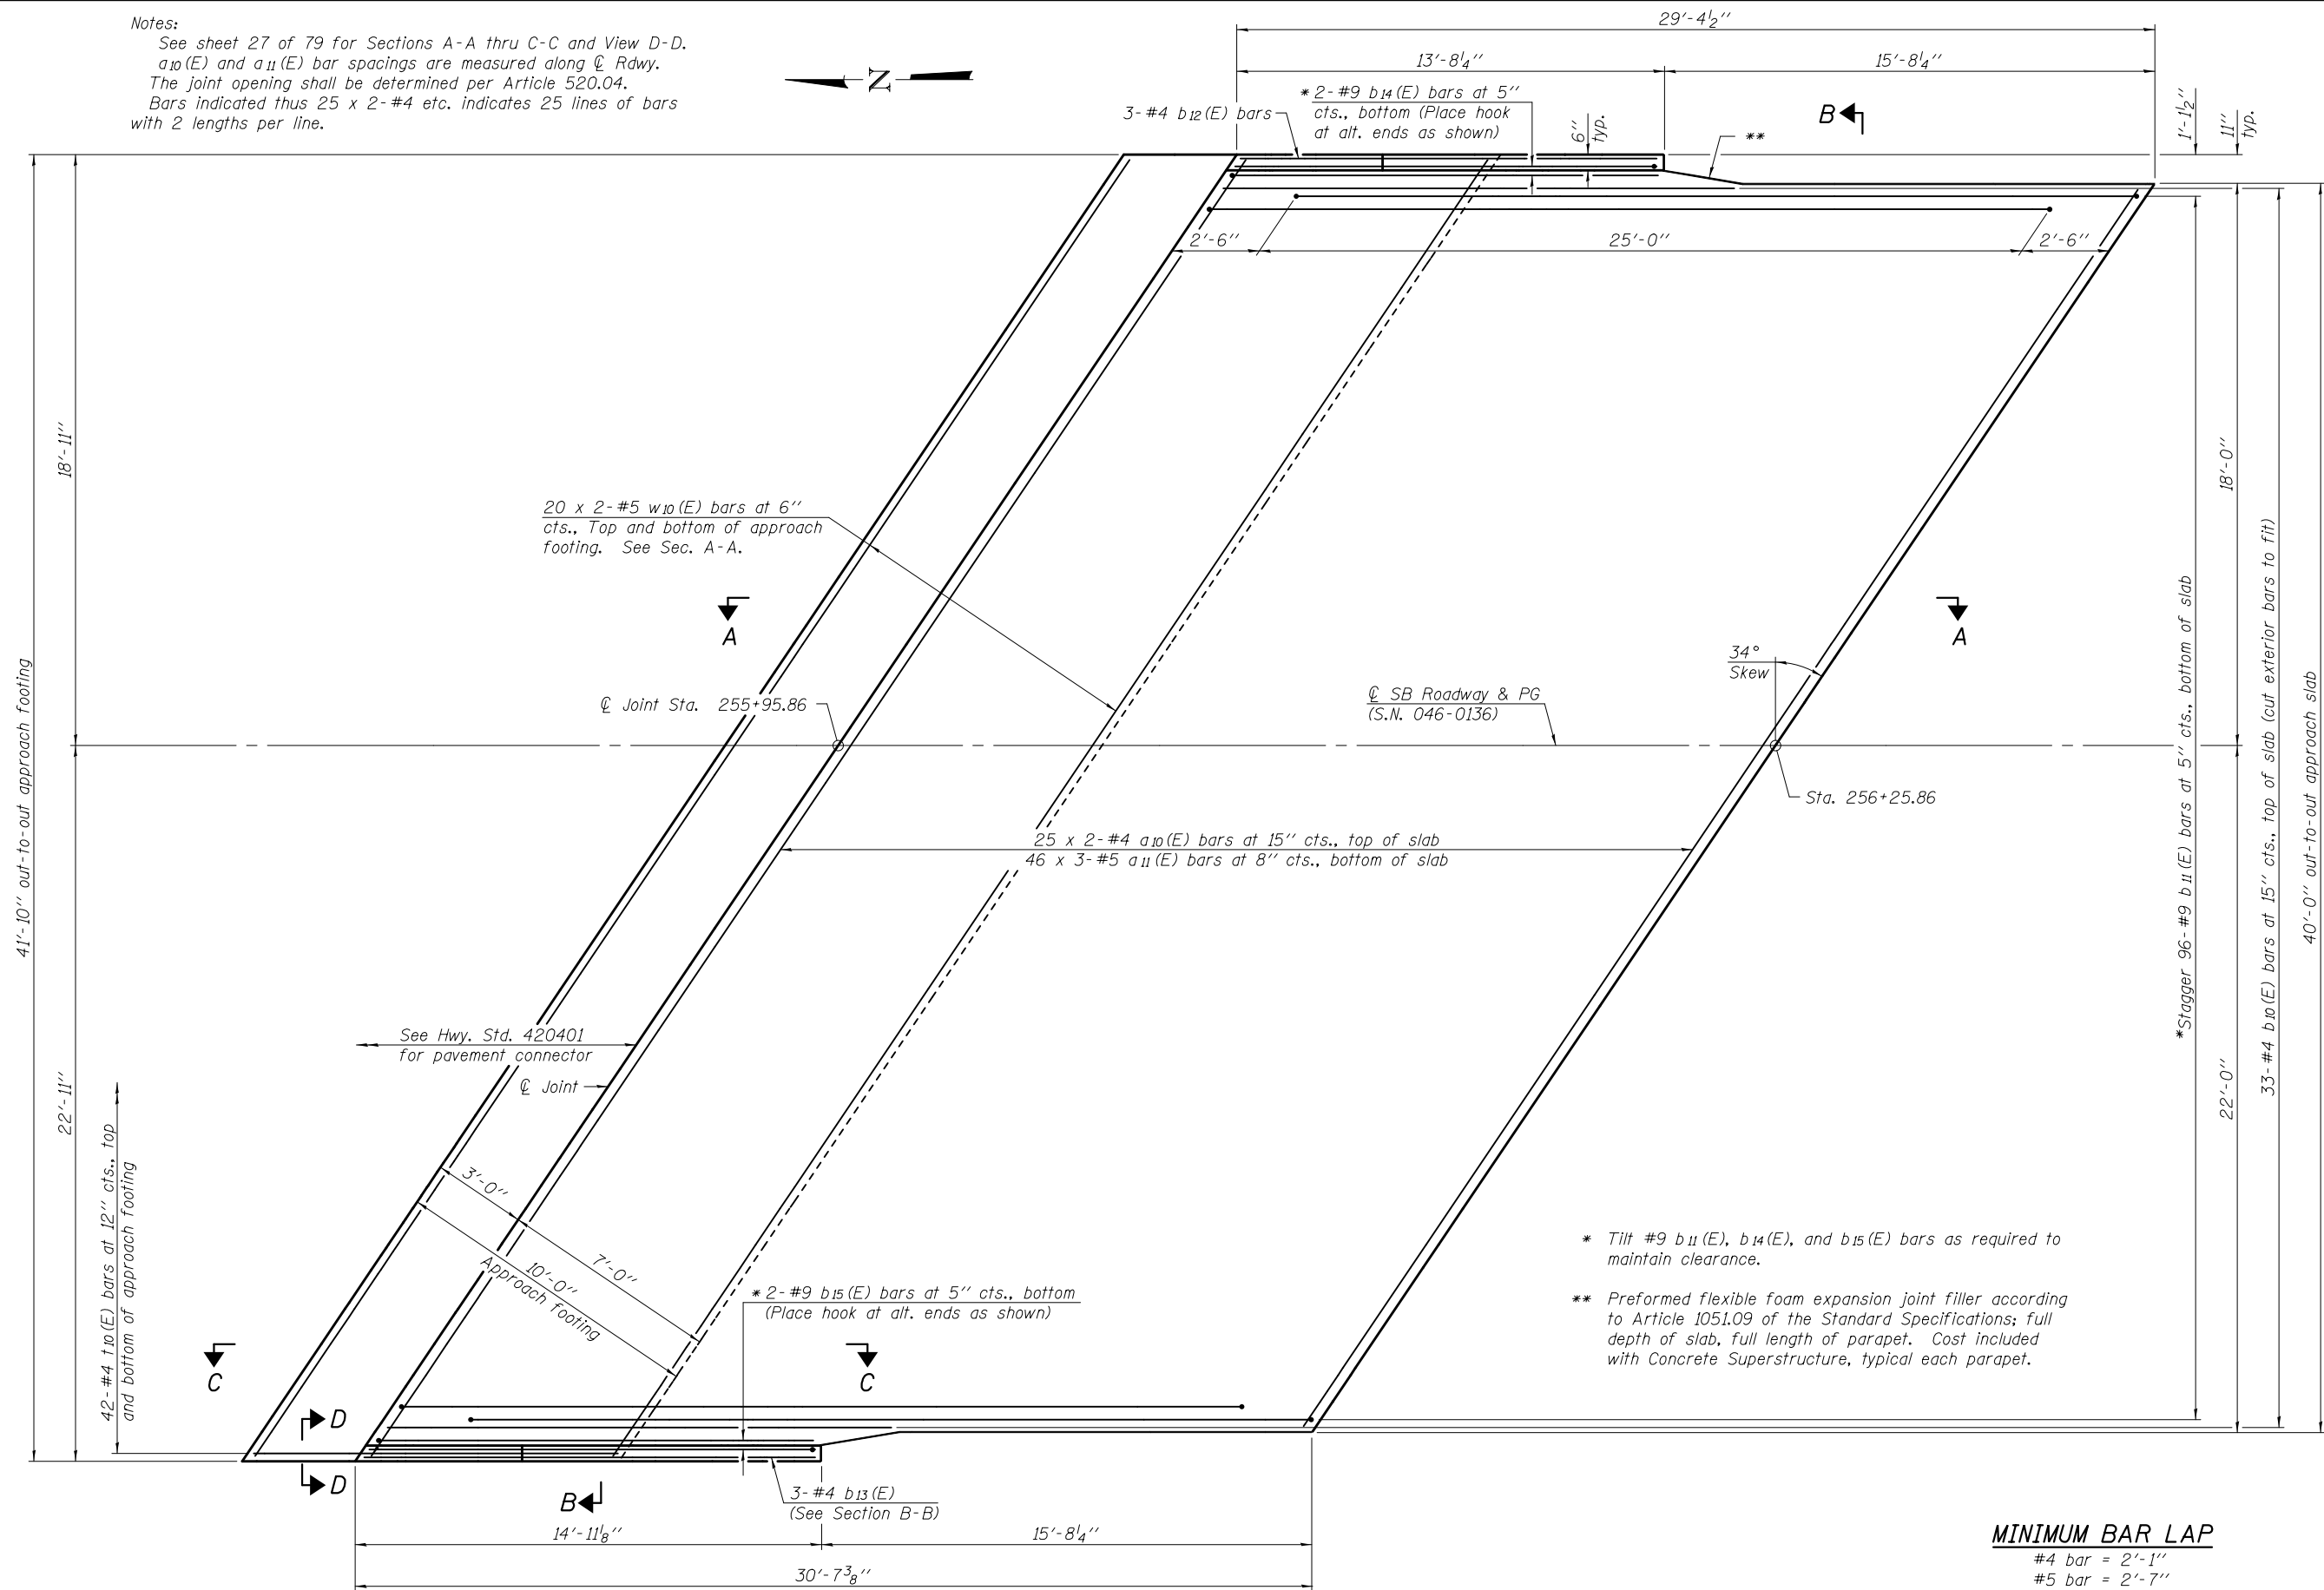 Notes:
See sheet 27 of 79 for Sections A-A thru C-C and View D-D.
a10(E) and a11(E) bar spacings are measured along ℄ Rdwy.
The joint opening shall be determined per Article 520.04.
Bars indicated thus 25 x 2-#4 etc. indicates 25 lines of bars
with 2 lengths per line.
N
29'-4½"
13'-8¼"
15'-8¼"
3-#4 b12(E) bars
* 2-#9 b14(E) bars at 5"
cts., bottom (Place hook
at alt. ends as shown)
6"
typ.
**
B
1'-1½"
11"
typ.
2'-6"
25'-0"
2'-6"
41'-10" out-to-out approach footing
18'-11"
22'-11"
20 x 2-#5 w10(E) bars at 6"
cts., Top and bottom of approach
footing. See Sec. A-A.
A
A
℄ Joint Sta. 255+95.86
℄ SB Roadway & PG
(S.N. 046-0136)
34°
Skew
Sta. 256+25.86
25 x 2-#4 a10(E) bars at 15" cts., top of slab
46 x 3-#5 a11(E) bars at 8" cts., bottom of slab
*Stagger 96-#9 b11(E) bars at 5" cts., bottom of slab
18'-0"
22'-0"
33-#4 b10(E) bars at 15" cts., top of slab (cut exterior bars to fit)
40'-0" out-to-out approach slab
See Hwy. Std. 420401
for pavement connector
℄ Joint
42-#4 t10(E) bars at 12" cts., top
and bottom of approach footing
3'-0"
7'-0"
10'-0"
Approach footing
* 2-#9 b15(E) bars at 5" cts., bottom
(Place hook at alt. ends as shown)
C
C
D
D
B
3-#4 b13(E)
(See Section B-B)
14'-11⅛"
15'-8¼"
30'-7⅜"
* Tilt #9 b11(E), b14(E), and b15(E) bars as required to
maintain clearance.
** Preformed flexible foam expansion joint filler according
to Article 1051.09 of the Standard Specifications; full
depth of slab, full length of parapet. Cost included
with Concrete Superstructure, typical each parapet.
MINIMUM BAR LAP
#4 bar = 2'-1"
#5 bar = 2'-7"